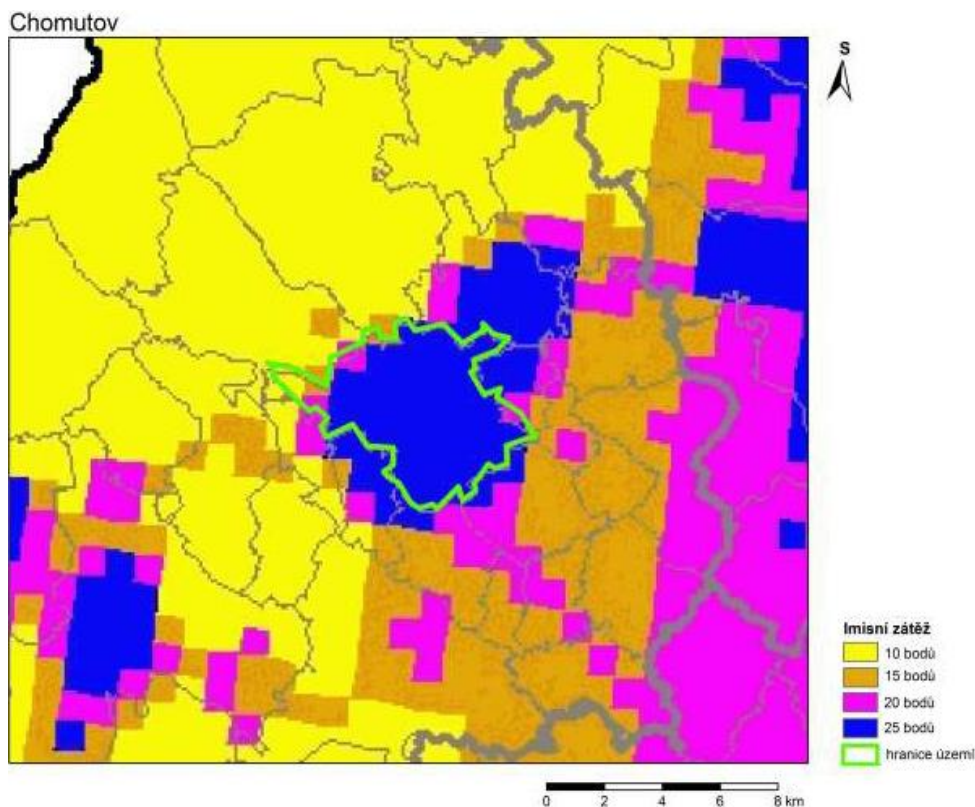 Chomutov
S
Imisní zátěž
10 bodů
15 bodů
20 bodů
25 bodů
hranice území
0 2 4 6 8 km